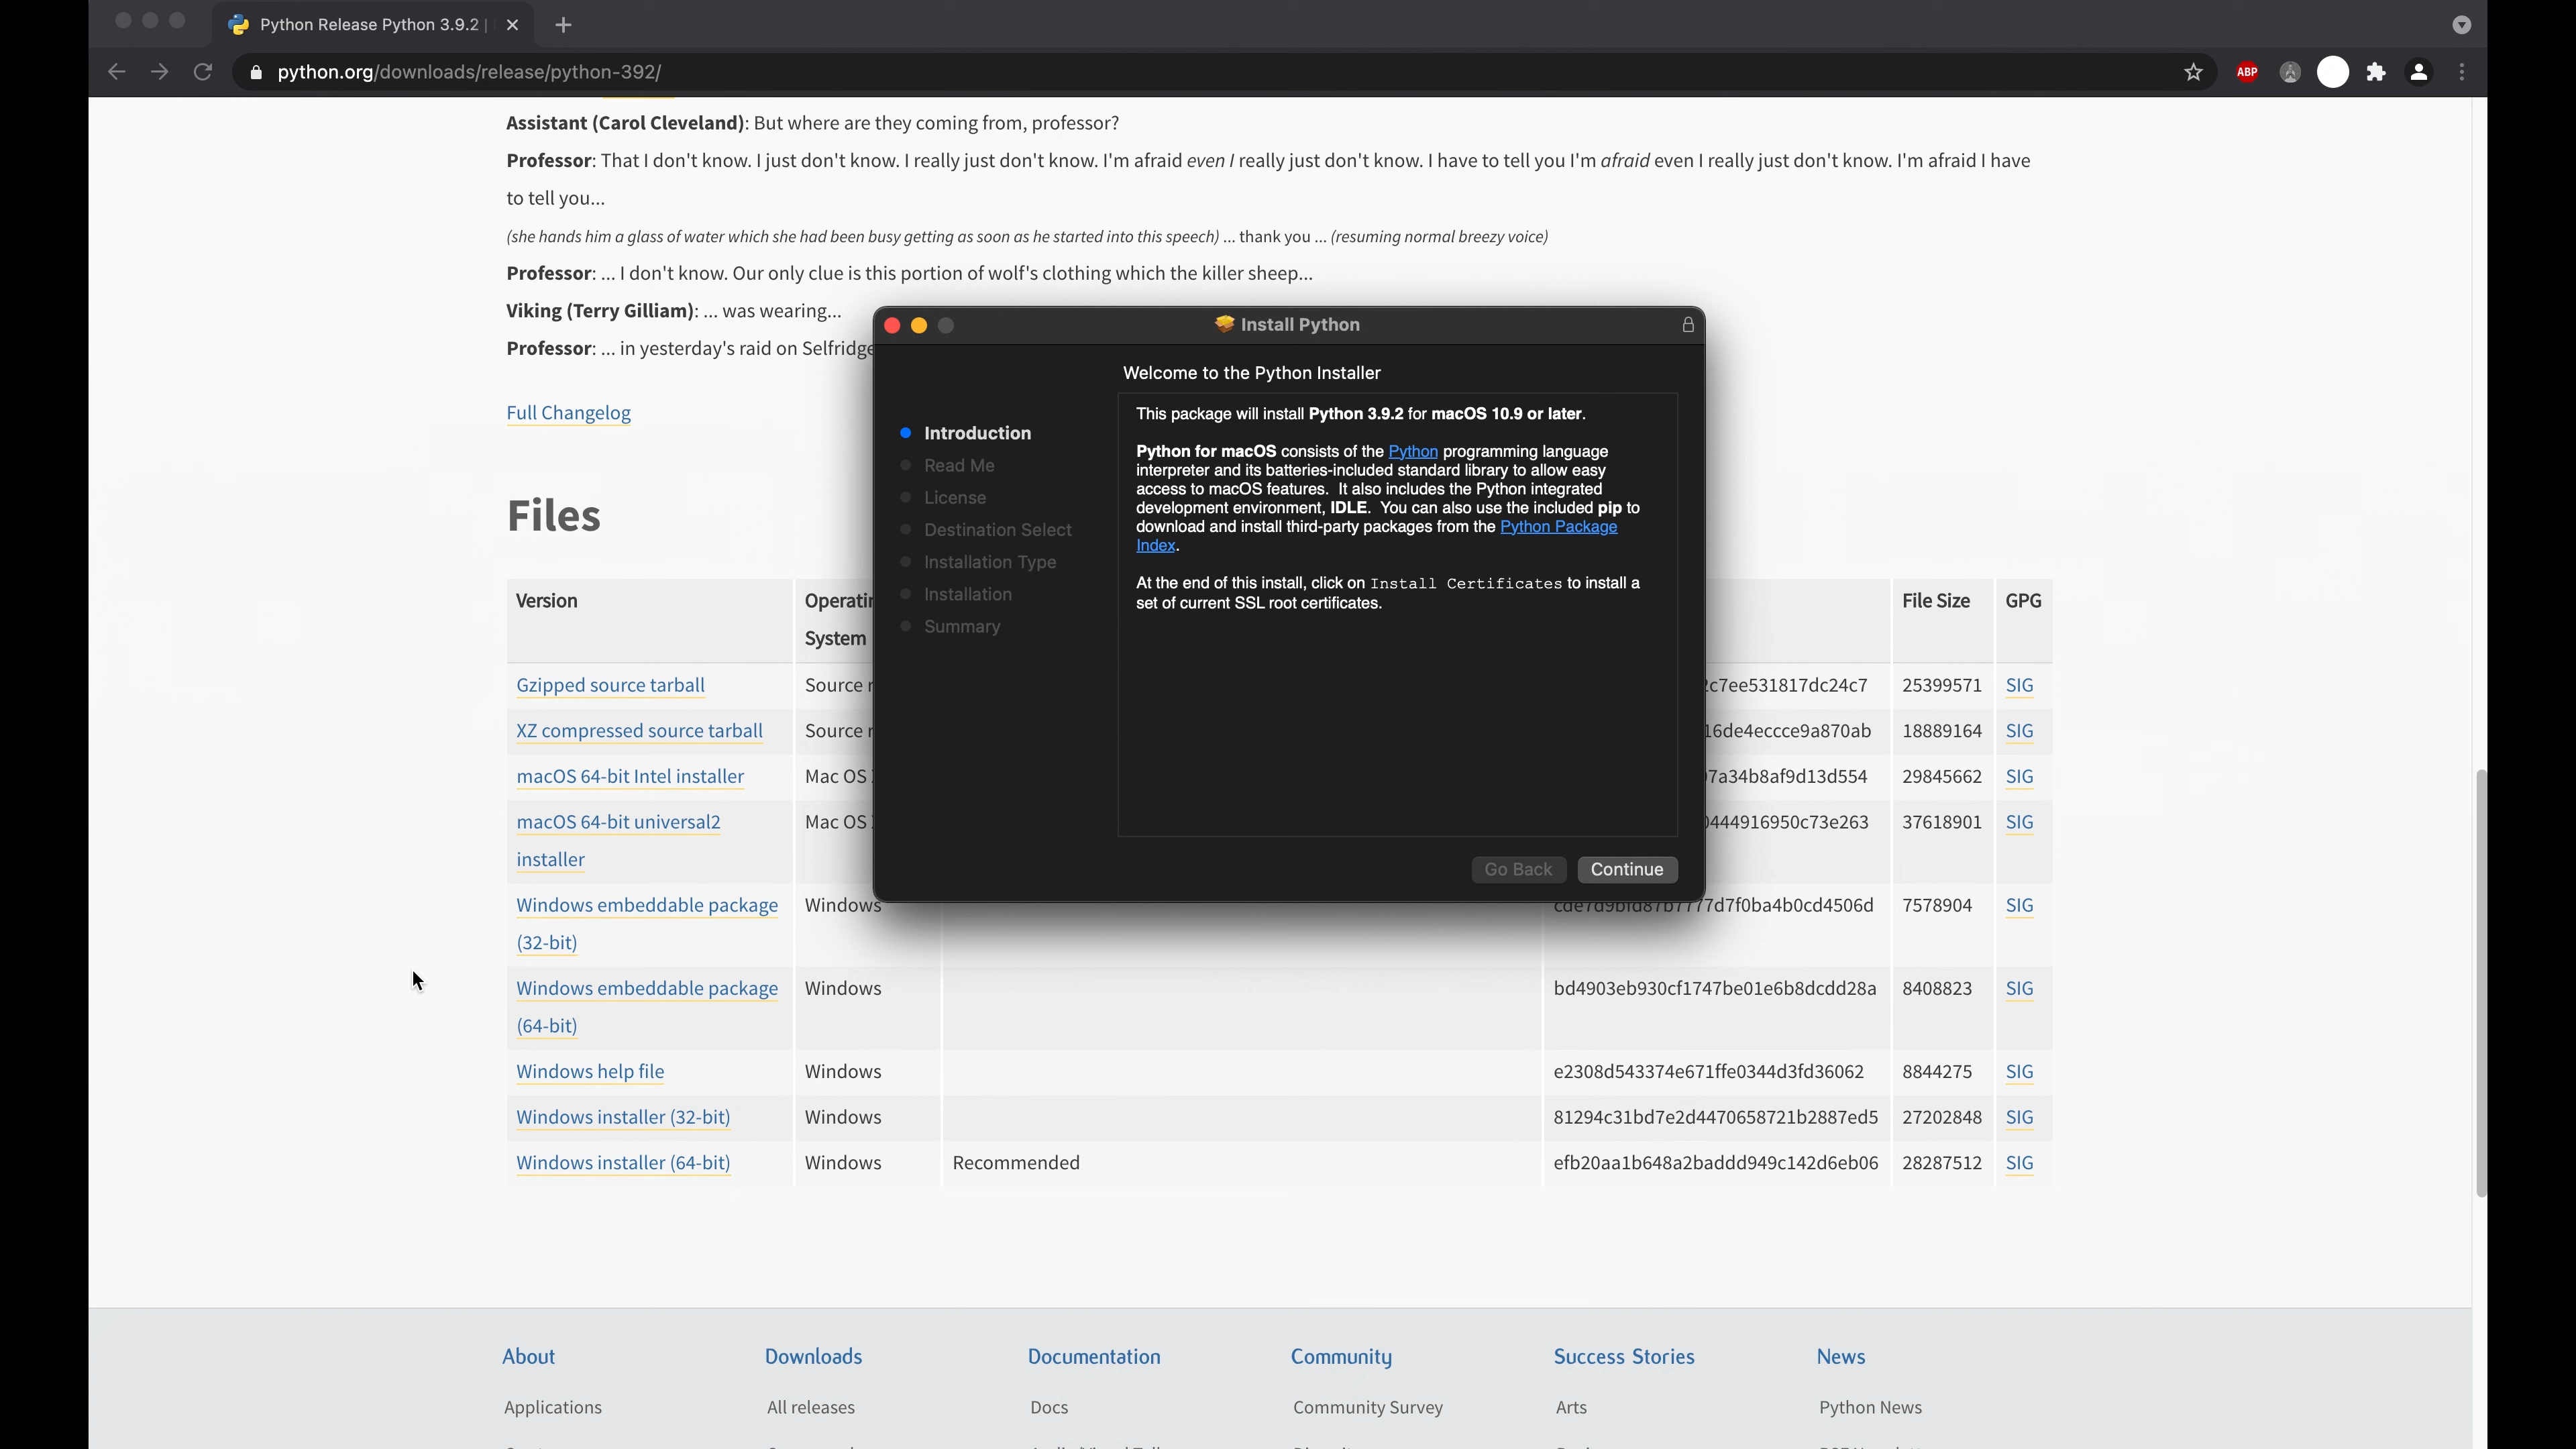 Python Release Python 3.9.2 |
python.org/downloads/release/python-392/
ABP
Assistant (Carol Cleveland): But where are they coming from, professor?
Professor: That I don't know. I just don't know. I really just don't know. I'm afraid even I really just don't know. I have to tell you I'm afraid even I really just don't know. I'm afraid I have
to tell you...
(she hands him a glass of water which she had been busy getting as soon as he started into this speech) ... thank you ... (resuming normal breezy voice)
Professor: ... I don't know. Our only clue is this portion of wolf's clothing which the killer sheep...
Viking (Terry Gilliam): ... was wearing...
Professor: ... in yesterday's raid on Selfridge
Full Changelog
Files
Version
System
File Size
GPG
Gzipped source tarball
Source
2c7ee531817dc24c7
25399571
SIG
XZ compressed source tarball
Source
16de4eccce9a870ab
18889164
SIG
macOS 64-bit Intel installer
Mac OS
7a34b8af9d13d554
29845662
SIG
macOS 64-bit universal2
installer
Mac OS
444916950c73e263
37618901
SIG
Windows embeddable package
(32-bit)
Windows
7578904
SIG
Windows embeddable package
(64-bit)
Windows
bd4903eb930cf1747be01e6b8dcdd28a
8408823
SIG
Windows help file
Windows
e2308d543374e671ffe0344d3fd36062
8844275
SIG
Windows installer (32-bit)
Windows
81294c31bd7e2d4470658721b2887ed5
27202848
SIG
Windows installer (64-bit)
Windows
Recommended
efb20aa1b648a2baddd949c142d6eb06
28287512
SIG
Install Python
Welcome to the Python Installer
Introduction
Read Me
License
Destination Select
Installation Type
Installation
Summary
This package will install Python 3.9.2 for macOS 10.9 or later.
Python for macOS consists of the Python programming language
interpreter and its batteries-included standard library to allow easy
access to macOS features. It also includes the Python integrated
development environment, IDLE. You can also use the included pip to
download and install third-party packages from the Python Package
Index.
At the end of this install, click on Install Certificates to install a
set of current SSL root certificates.
Go Back
Continue
About
Downloads
Documentation
Community
Success Stories
News
Applications
All releases
Docs
Community Survey
Arts
Python News